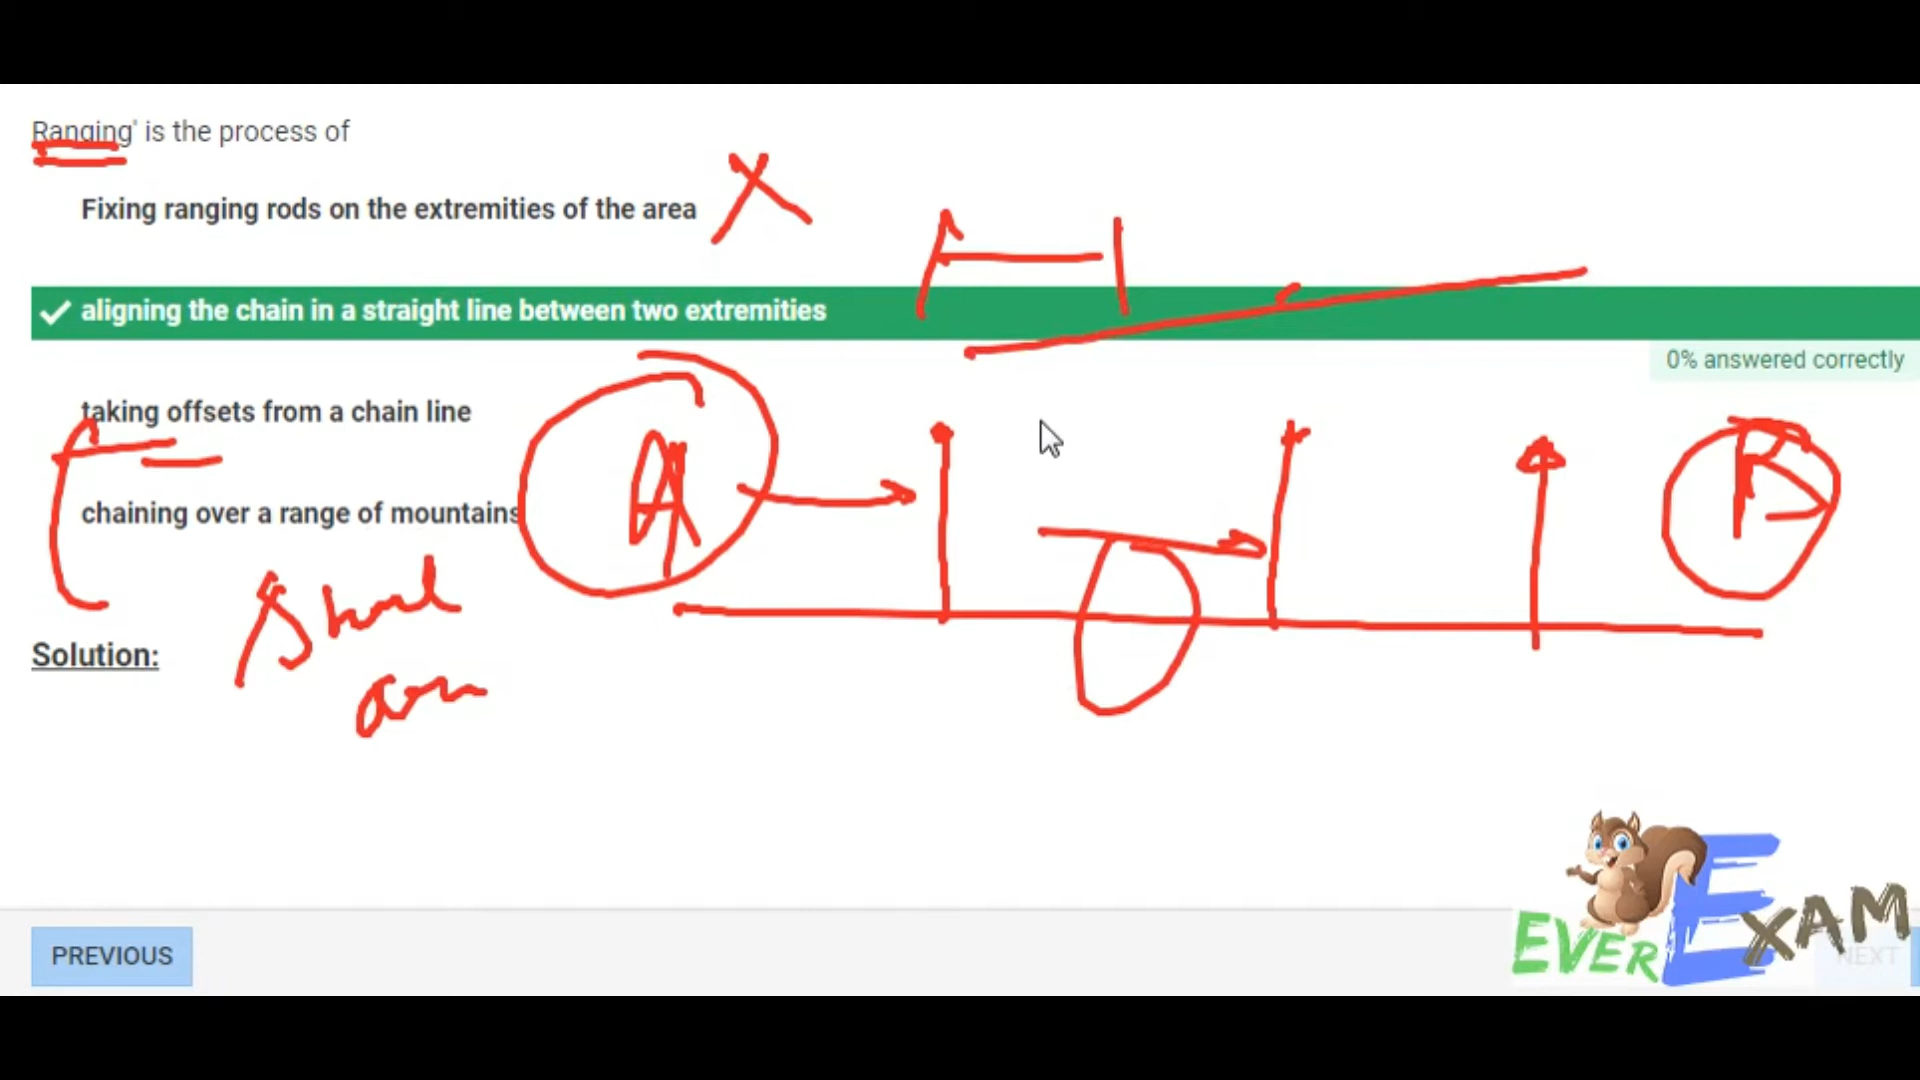 Ranging' is the process of
Fixing ranging rods on the extremities of the area
aligning the chain in a straight line between two extremities
0% answered correctly
taking offsets from a chain line
chaining over a range of mountains
A
B
Solution:
PREVIOUS
EVER EXAM
NEXT